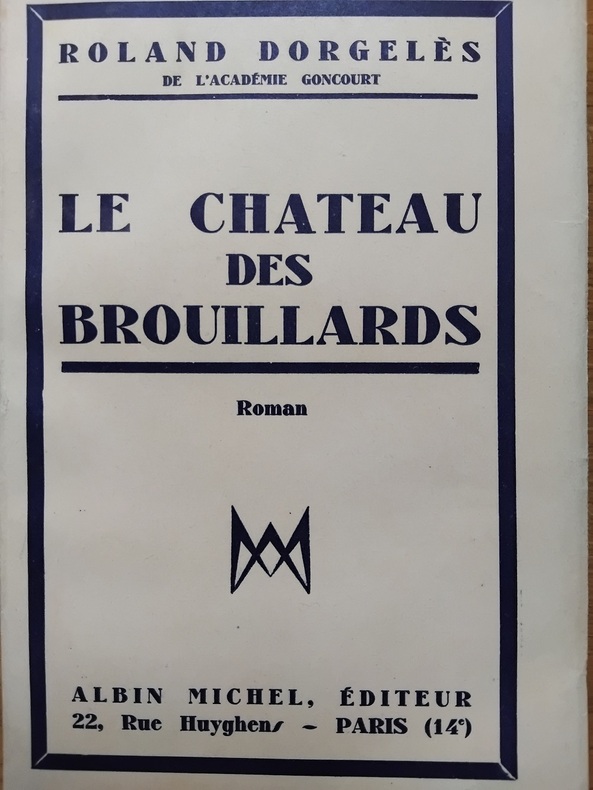 ROLAND DORGELÈS
DE L'ACADÉMIE GONCOURT
LE CHATEAU
DES
BROUILLARDS
Roman
ALBIN MICHEL, ÉDITEUR
22, Rue Huyghens – PARIS (14e)